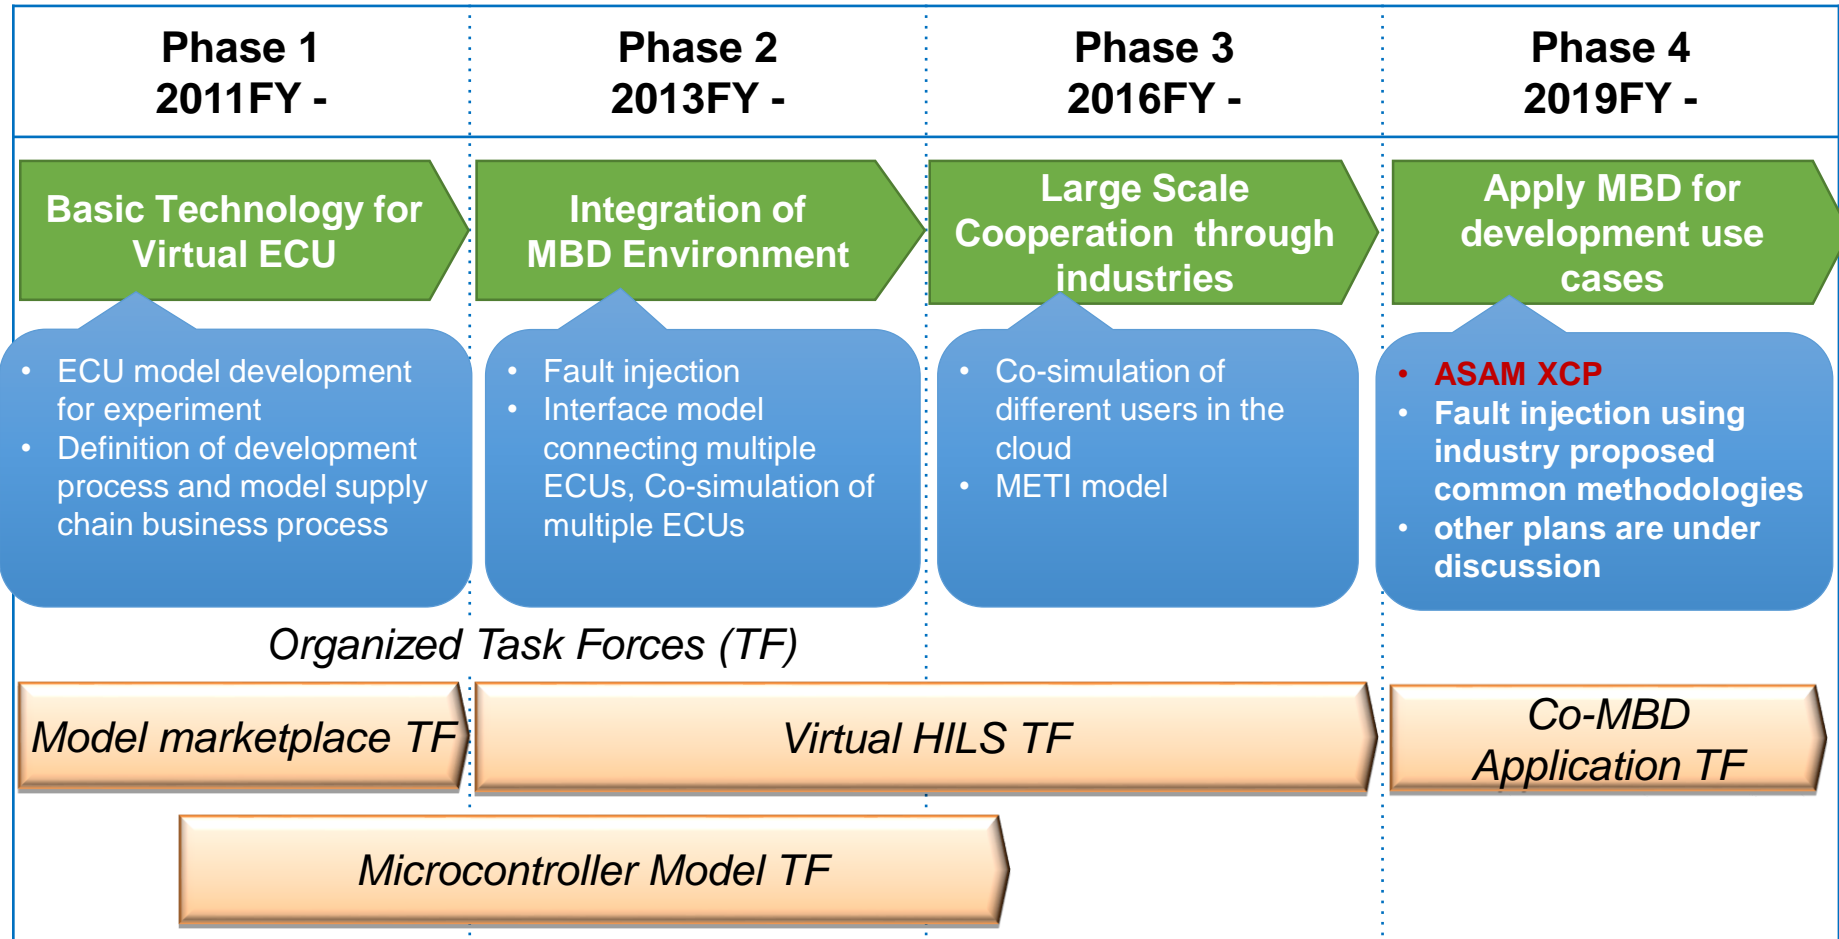 Phase 1
2011FY -
Phase 2
2013FY -
Phase 3
2016FY -
Phase 4
2019FY -
Basic Technology for
Virtual ECU
Integration of
MBD Environment
Large Scale
Cooperation through
industries
Apply MBD for
development use
cases
• ECU model development
for experiment
• Definition of development
process and model supply
chain business process
• Fault injection
• Interface model
connecting multiple
ECUs, Co-simulation of
multiple ECUs
• Co-simulation of
different users in the
cloud
• METI model
• ASAM XCP
• Fault injection using
industry proposed
common methodologies
• other plans are under
discussion
Organized Task Forces (TF)
Model marketplace TF
Virtual HILS TF
Co-MBD
Application TF
Microcontroller Model TF